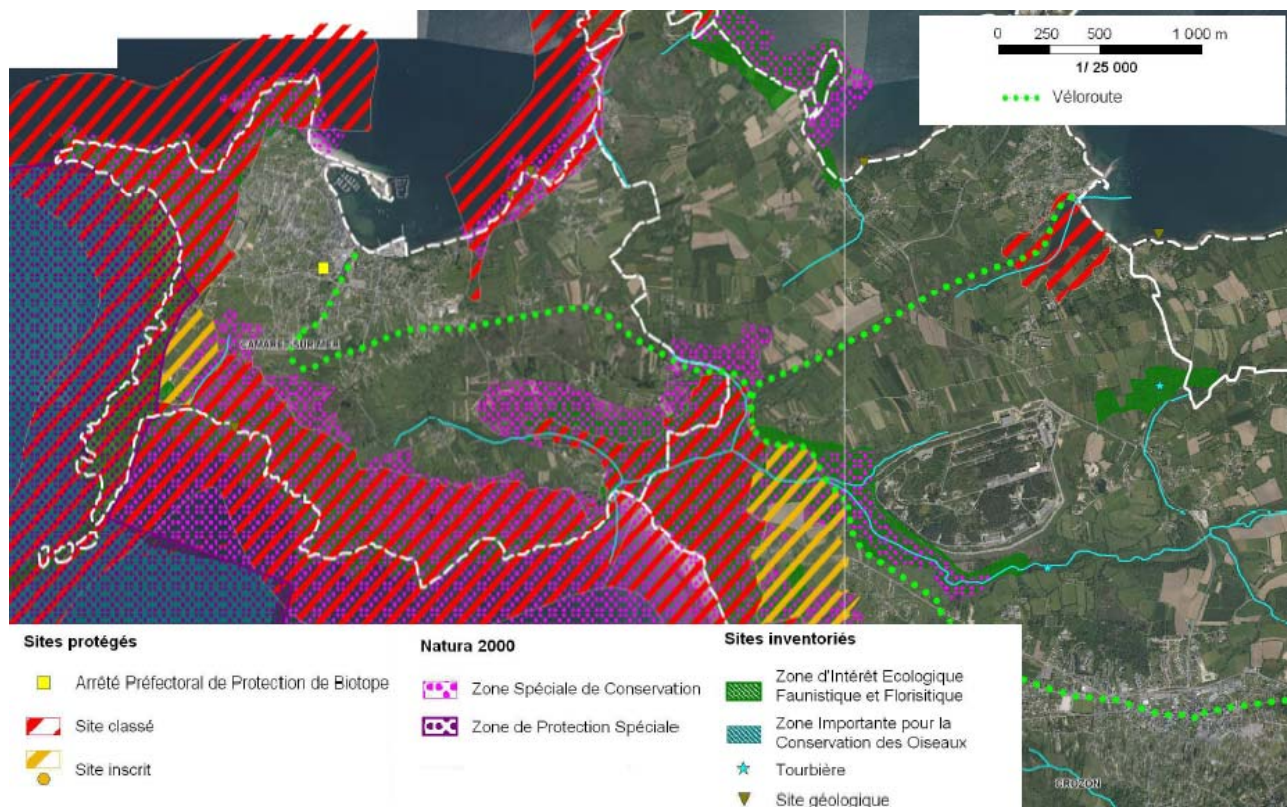 0 250 500 1 000 m
1/ 25 000
Véloroute
CAMARET-SUR-MER
CROZON
Sites protégés
Arrêté Préfectoral de Protection de Biotope
Site classé
Site inscrit
Natura 2000
Zone Spéciale de Conservation
Zone de Protection Spéciale
Sites inventoriés
Zone d'Intérêt Ecologique
Faunistique et Florisitique
Zone Importante pour la
Conservation des Oiseaux
Tourbière
Site géologique